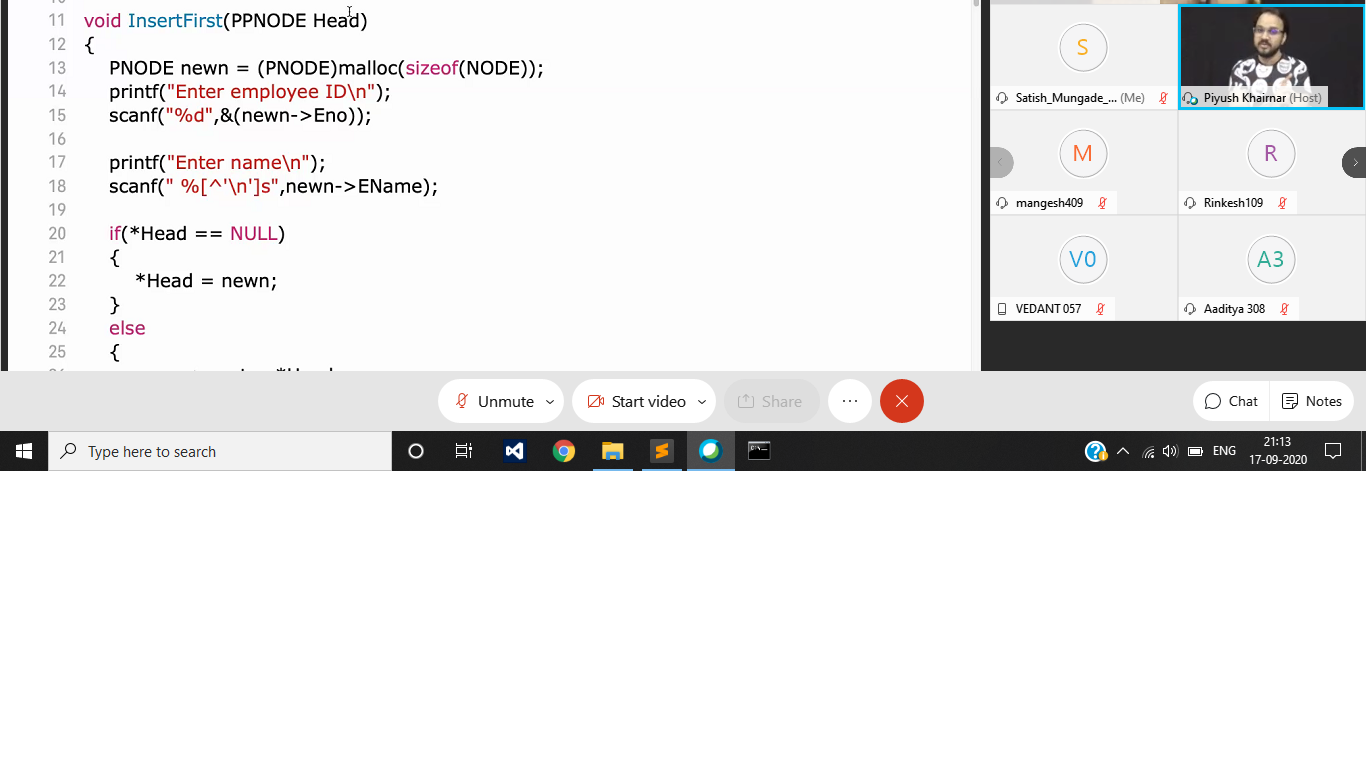 11 void InsertFirst(PPNODE Head)
12 {
13 PNODE newn = (PNODE)malloc(sizeof(NODE));
14 printf("Enter employee ID\n");
15 scanf("%d",&(newn->Eno));
16
17 printf("Enter name\n");
18 scanf(" %[^'\n']s",newn->EName);
19
20 if(*Head == NULL)
21 {
22 *Head = newn;
23 }
24 else
25 {
S
Satish_Mungade_... (Me)
Piyush Khairnar (Host)
M
mangesh409
R
Rinkesh109
V0
VEDANT 057
A3
Aaditya 308
Unmute
Start video
Share
Chat
Notes
Type here to search
ENG
21:13
17-09-2020